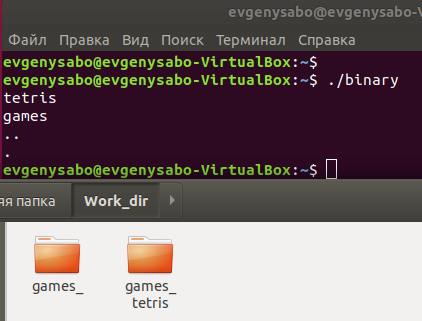 evgenysabo@evgenysabo
Файл Правка Вид Поиск Терминал Справка
evgenysabo@evgenysabo-VirtualBox:~$
evgenysabo@evgenysabo-VirtualBox:~$ ./binary
tetris
games
..
.
evgenysabo@evgenysabo-VirtualBox:~$
яя папка Work_dir
games_
games_
tetris